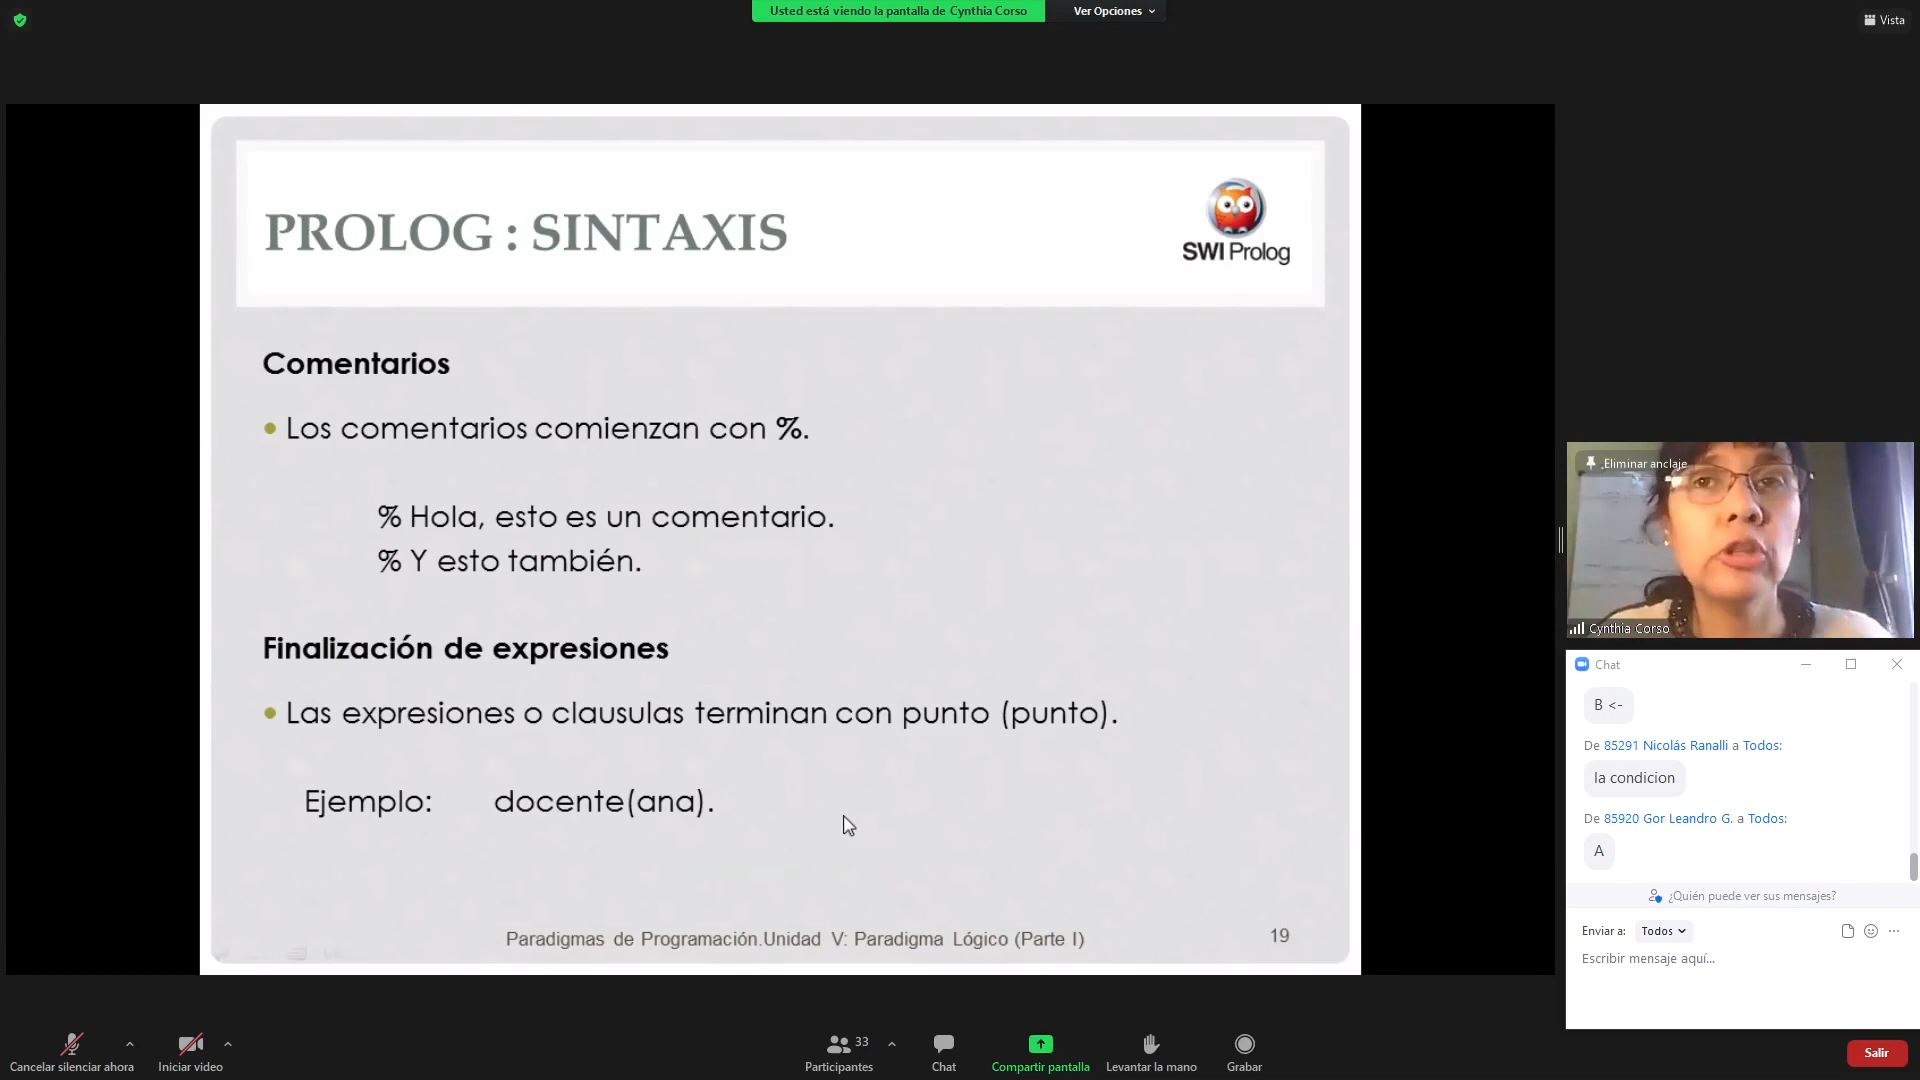 Usted está viendo la pantalla de Cynthia Corso
Ver Opciones
Vista
PROLOG : SINTAXIS
SWI Prolog
Comentarios
Los comentarios comienzan con %.
% Hola, esto es un comentario.
% Y esto también.
Finalización de expresiones
Las expresiones o clausulas terminan con punto (punto).
Ejemplo: docente(ana).
Paradigmas de Programación.Unidad V: Paradigma Lógico (Parte I)
19
Eliminar anclaje
Cynthia Corso
Chat
B <-
De 85291 Nicolás Ranalli a Todos:
la condicion
De 85920 Gor Leandro G. a Todos:
A
¿Quién puede ver sus mensajes?
Enviar a: Todos
Escribir mensaje aquí...
Cancelar silenciar ahora
Iniciar video
33
Participantes
Chat
Compartir pantalla
Levantar la mano
Grabar
Salir